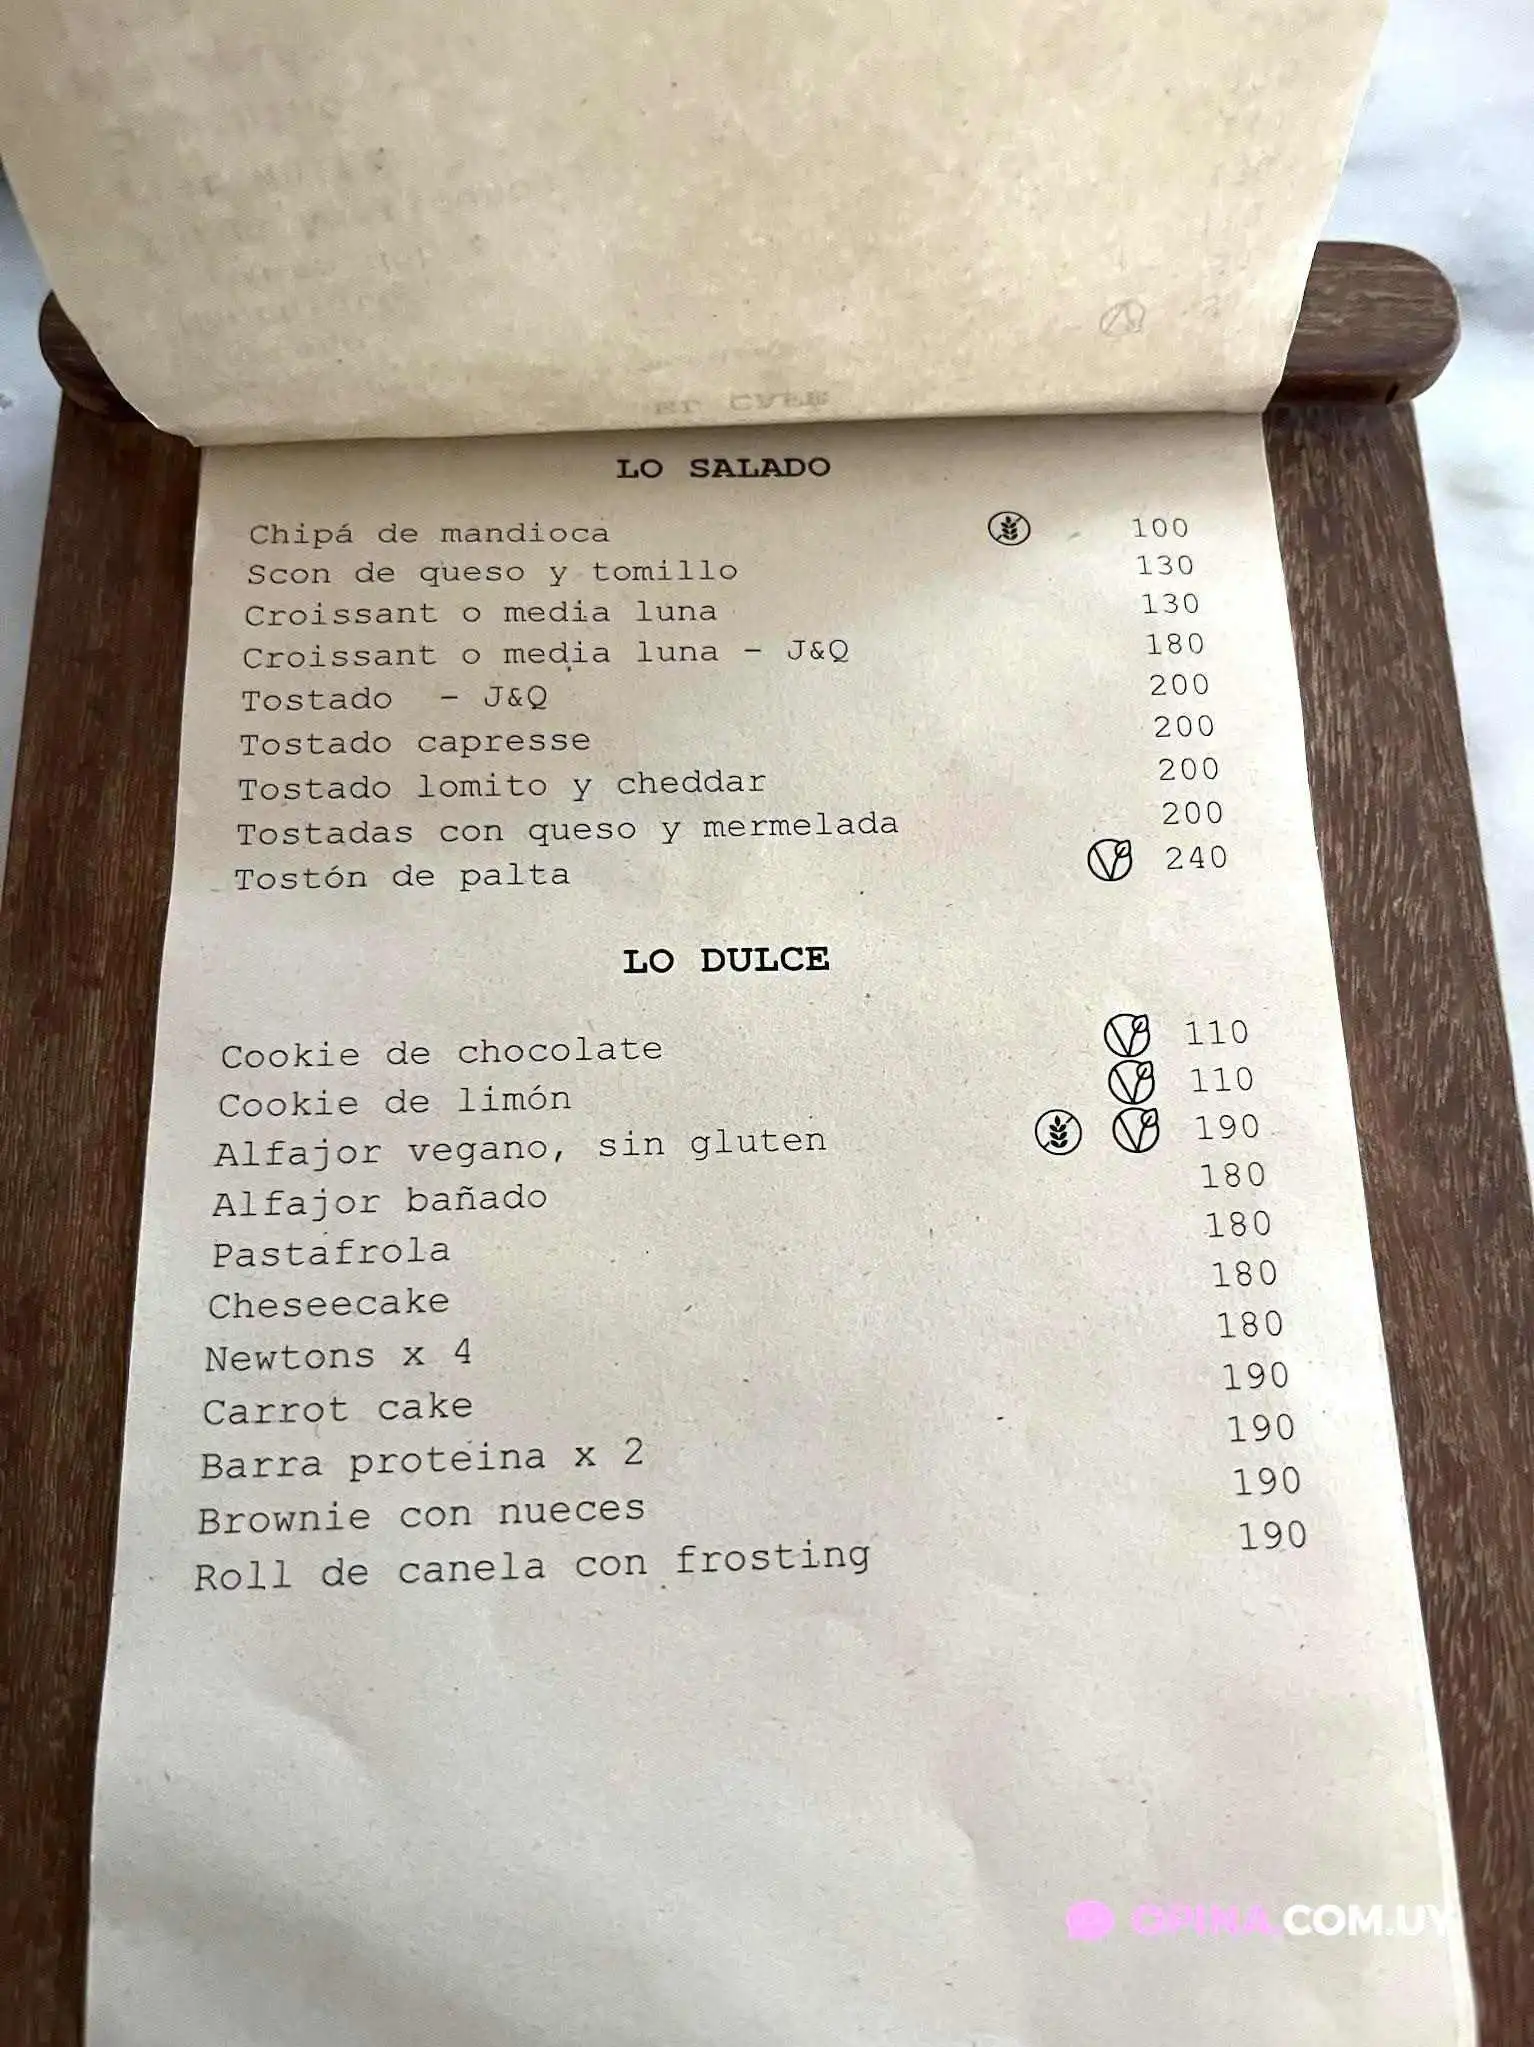 LO SALADO
Chipá de mandioca 100
Scon de queso y tomillo 130
Croissant o media luna 130
Croissant o media luna - J&Q 180
Tostado - J&Q 200
Tostado capresse 200
Tostado lomito y cheddar 200
Tostadas con queso y mermelada 200
Tostón de palta 240
LO DULCE
Cookie de chocolate 110
Cookie de limón 110
Alfajor vegano, sin gluten 190
Alfajor bañado 180
Pastafrola 180
Cheseecake 180
Newtons x 4 180
Carrot cake 190
Barra proteina x 2 190
Brownie con nueces 190
Roll de canela con frosting 190
OPINA.COM.UY